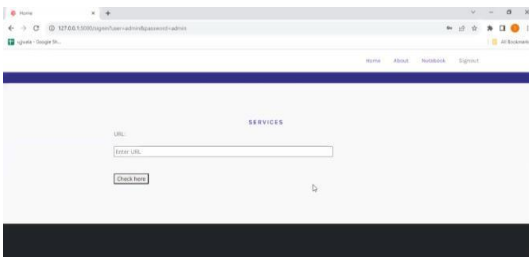 Home
127.0.0.1:8080/signin?user=admin&password=admin
All Bookmarks
Home About Notebook Signout
SERVICES
URL:
Enter URL
Check here